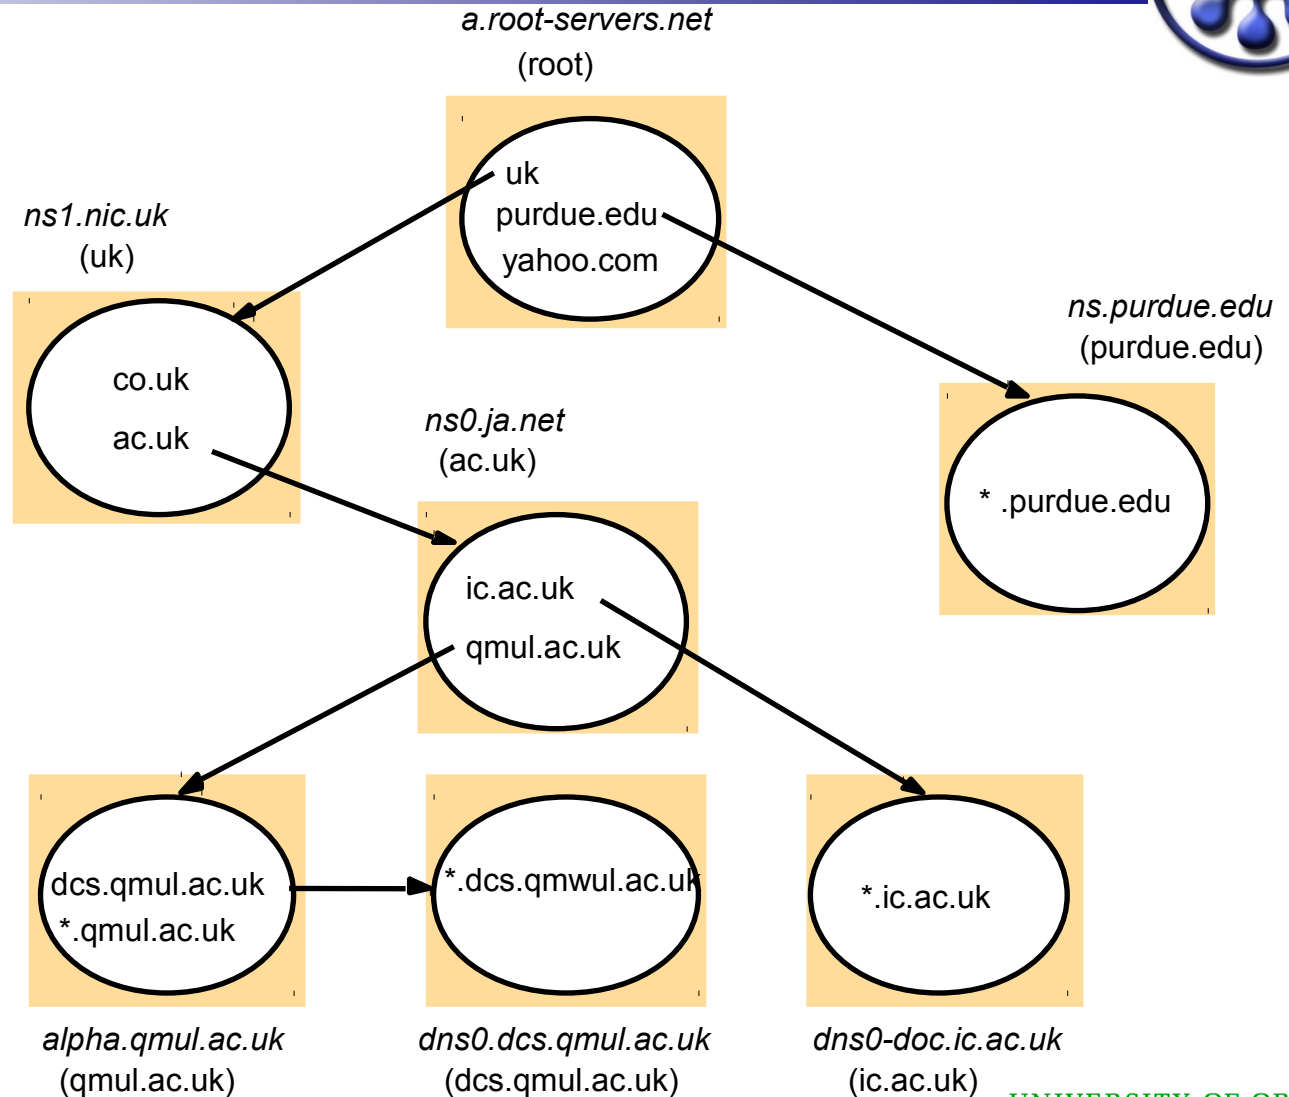 a.root-servers.net
(root)
uk
purdue.edu
yahoo.com
ns1.nic.uk
(uk)
co.uk
ac.uk
ns.purdue.edu
(purdue.edu)
* .purdue.edu
ns0.ja.net
(ac.uk)
ic.ac.uk
qmul.ac.uk
dcs.qmul.ac.uk
*.qmul.ac.uk
*.dcs.qmwul.ac.uk
*.ic.ac.uk
alpha.qmul.ac.uk
(qmul.ac.uk)
dns0.dcs.qmul.ac.uk
(dcs.qmul.ac.uk)
dns0-doc.ic.ac.uk
(ic.ac.uk)
UNIVERSITY OF